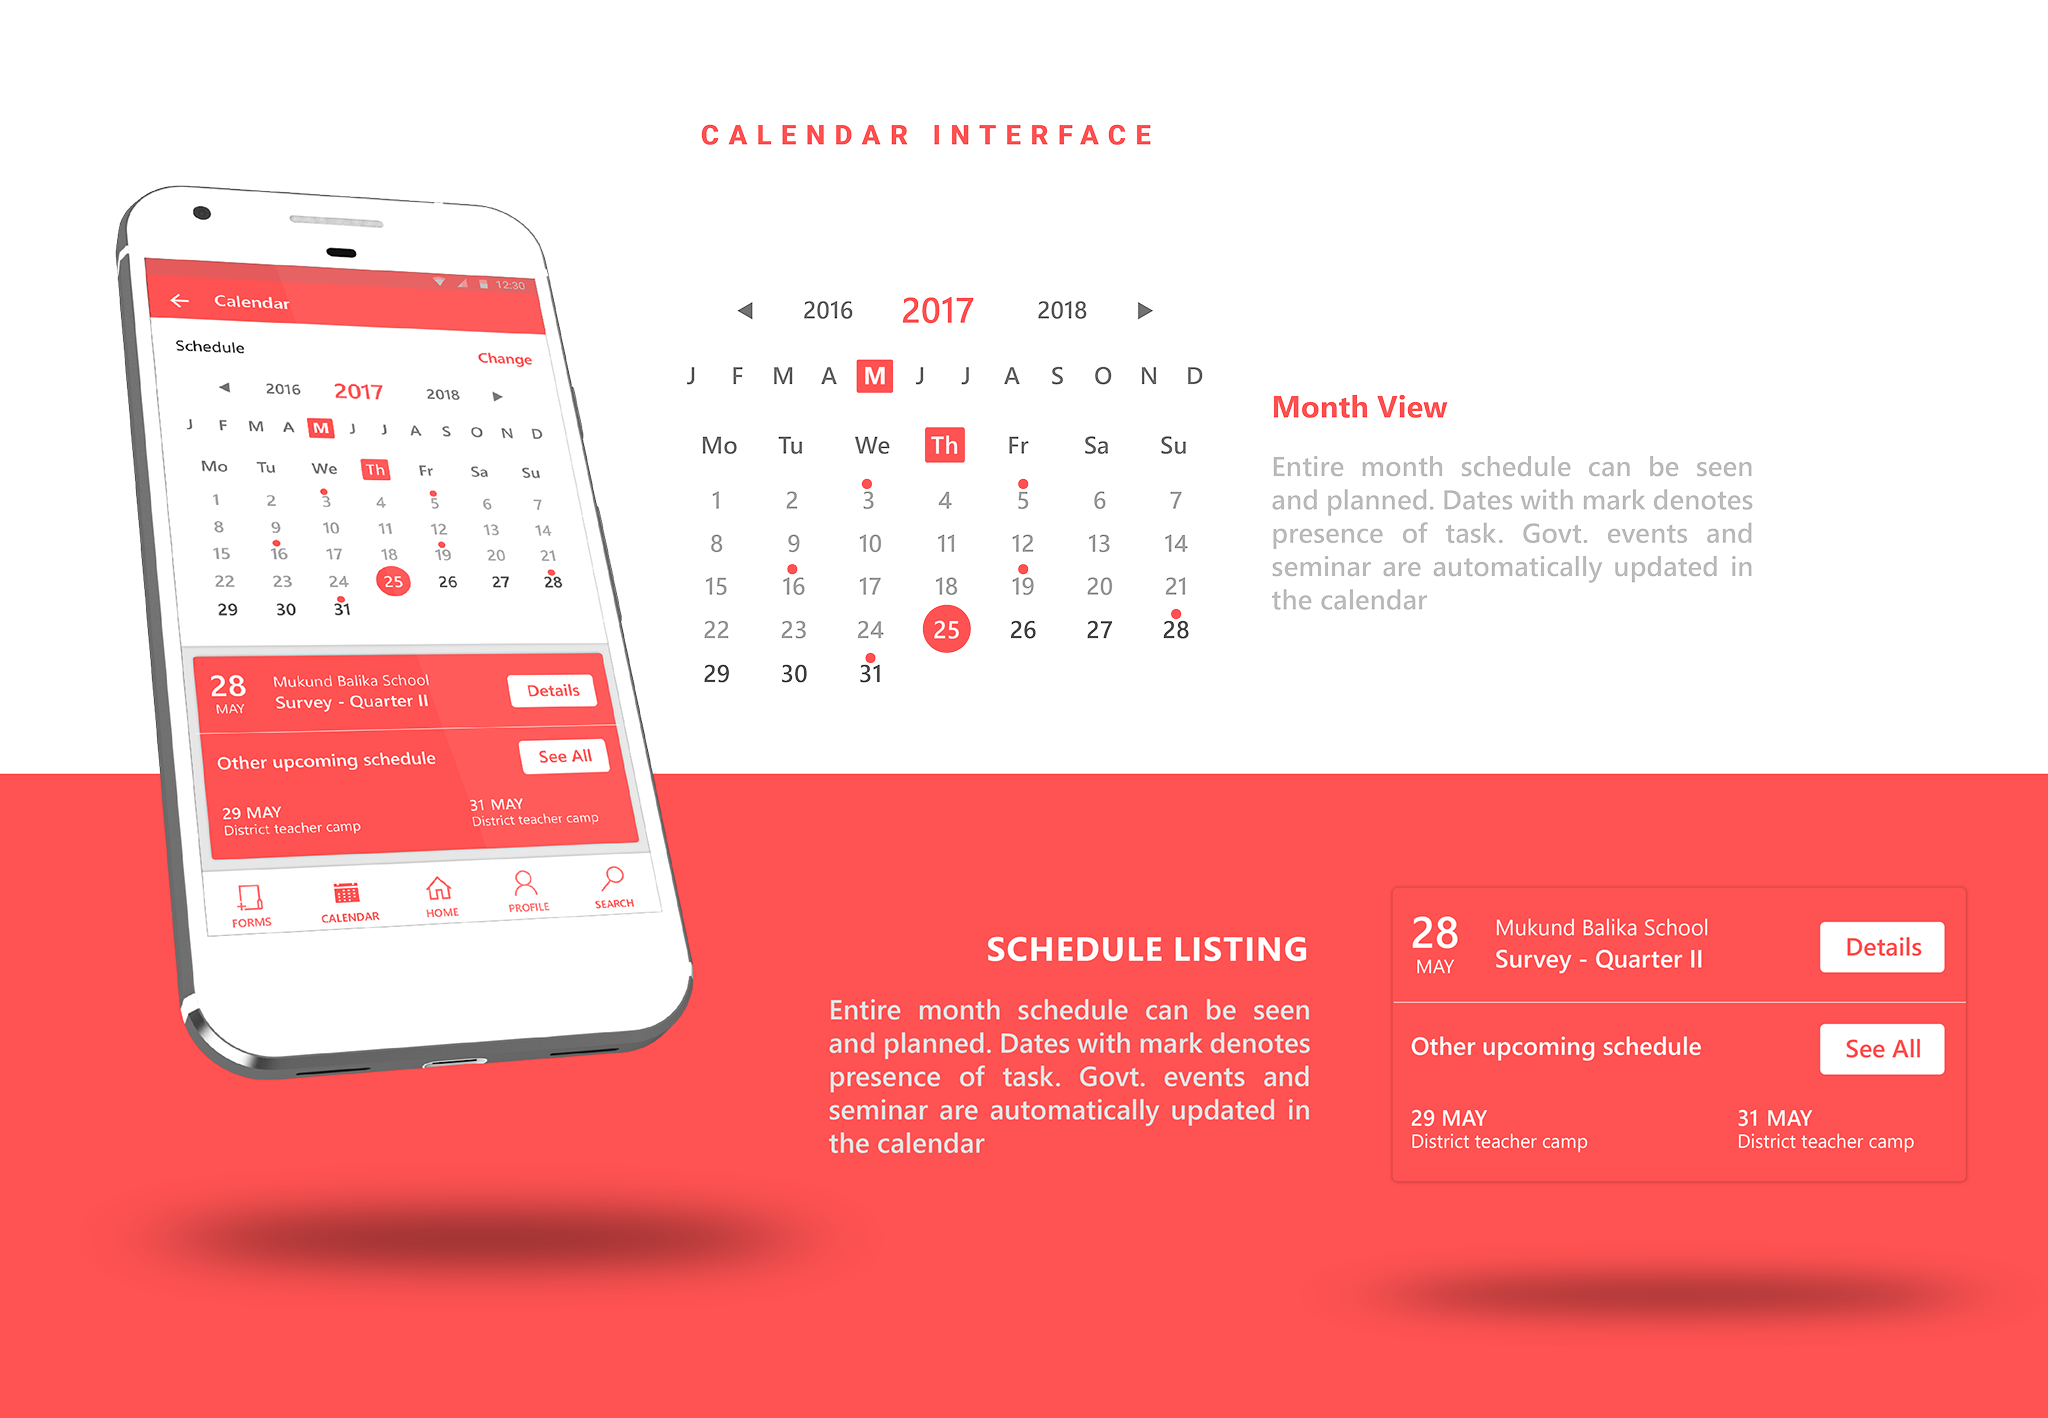 CALENDAR INTERFACE
12:30
Calendar
Schedule
Change
2016 2017 2018
J F M A M J J A S O N D
Mo Tu We Th Fr Sa Su
1 2 3 4 5 6 7
8 9 10 11 12 13 14
15 16 17 18 19 20 21
22 23 24 25 26 27 28
29 30 31
28 MAY
Mukund Balika School
Survey - Quarter II
Details
Other upcoming schedule
See All
29 MAY
District teacher camp
31 MAY
District teacher camp
FORMS CALENDAR HOME PROFILE SEARCH
2016 2017 2018
J F M A M J J A S O N D
Mo Tu We Th Fr Sa Su
1 2 3 4 5 6 7
8 9 10 11 12 13 14
15 16 17 18 19 20 21
22 23 24 25 26 27 28
29 30 31
Month View
Entire month schedule can be seen
and planned. Dates with mark denotes
presence of task. Govt. events and
seminar are automatically updated in
the calendar
SCHEDULE LISTING
Entire month schedule can be seen
and planned. Dates with mark denotes
presence of task. Govt. events and
seminar are automatically updated in
the calendar
28 MAY
Mukund Balika School
Survey - Quarter II
Details
Other upcoming schedule
See All
29 MAY
District teacher camp
31 MAY
District teacher camp